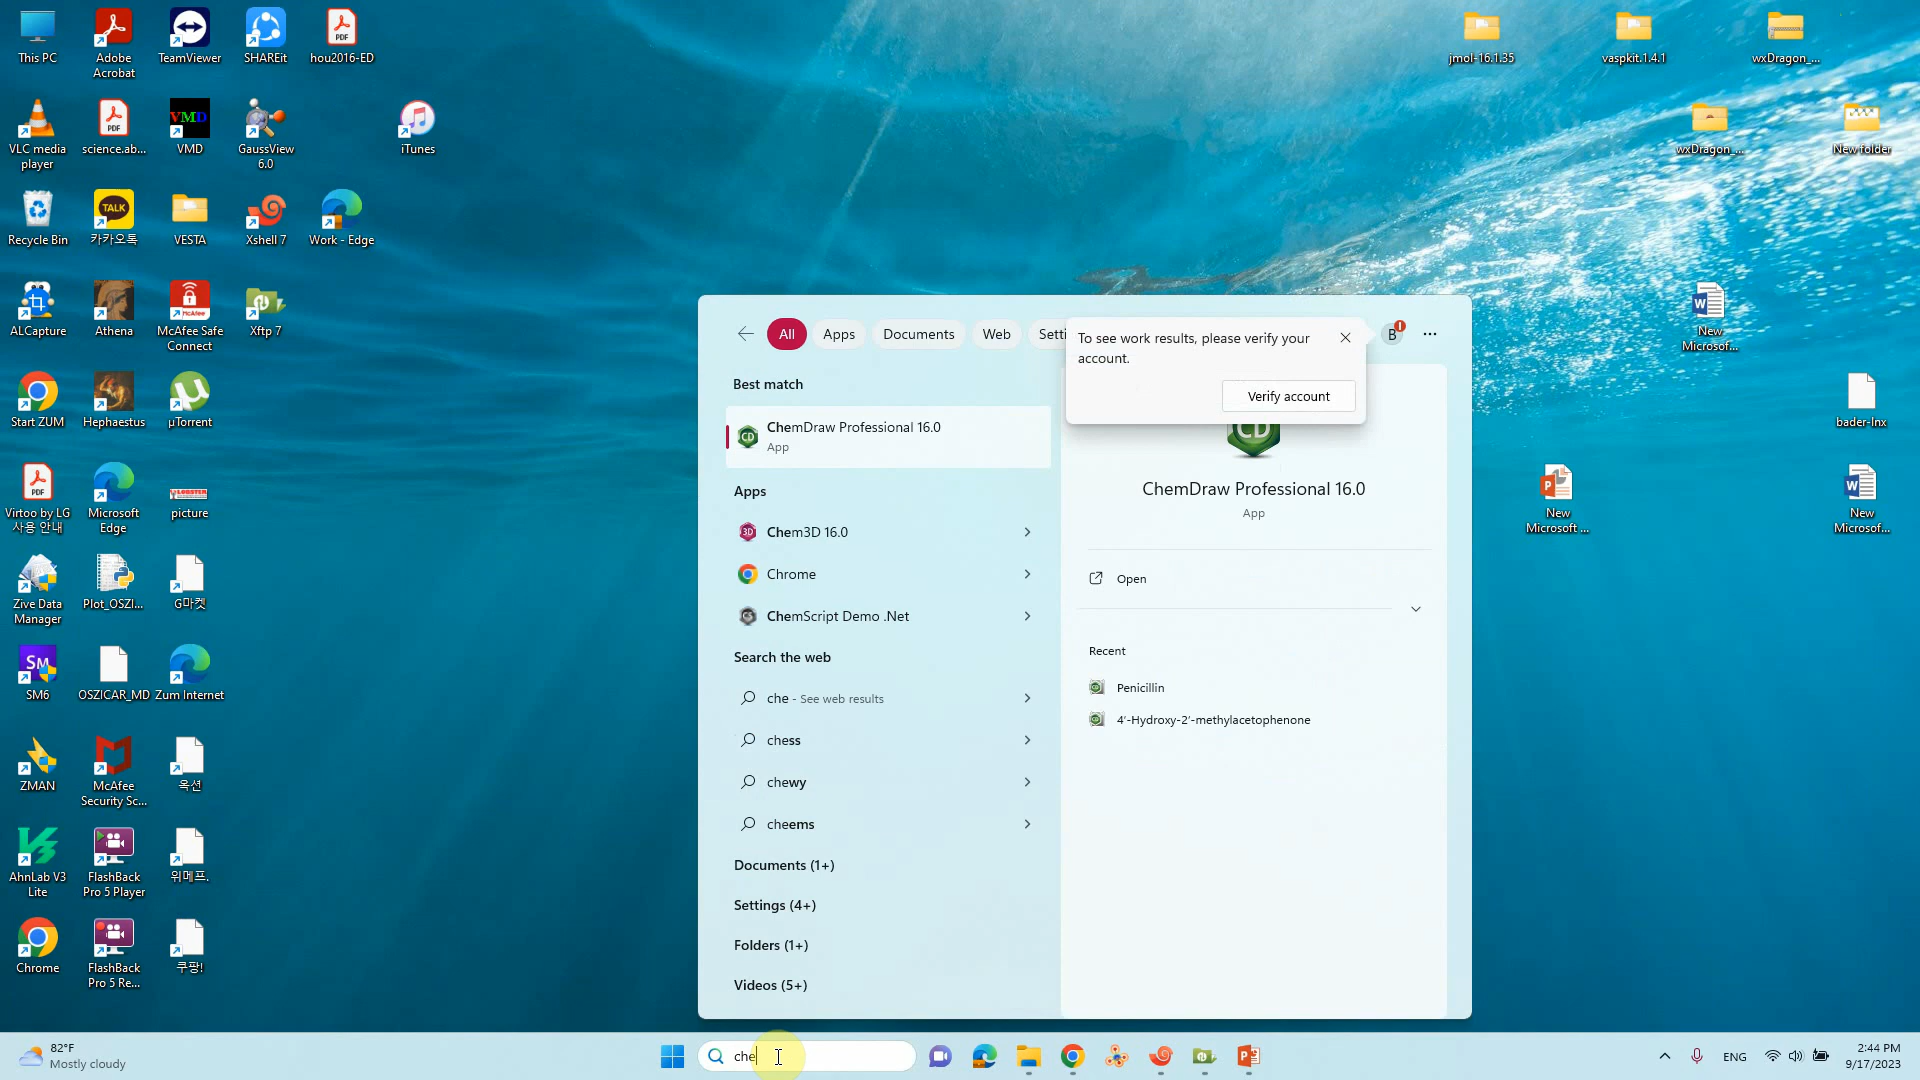 This PC
Adobe
Acrobat
TeamViewer
SHAREit
hou2016-ED
jmol-16.1.35
vaspkit.1.4.1
wxDragon_...
VLC media
player
science.ab...
VMD
GaussView
6.0
iTunes
wxDragon_...
New folder
Recycle Bin
카카오톡
VESTA
Xshell 7
Work - Edge
ALCapture
Athena
McAfee Safe
Connect
Xftp 7
New
Microsof...
Start ZUM
Hephaestus
µTorrent
bader-lnx
Virtoo by LG
사용 안내
Microsoft
Edge
picture
New
Microsoft ...
New
Microsof...
Zive Data
Manager
Plot_OSZI...
G마켓
SM6
OSZICAR_MD
Zum Internet
ZMAN
McAfee
Security Sc...
옥션
AhnLab V3
Lite
FlashBack
Pro 5 Player
위메프.
Chrome
FlashBack
Pro 5 Re...
쿠팡!
All
Apps
Documents
Web
Setti
B
To see work results, please verify your
account.
Verify account
Best match
ChemDraw Professional 16.0
App
Apps
Chem3D 16.0
Chrome
ChemScript Demo .Net
Search the web
che - See web results
chess
chewy
cheems
Documents (1+)
Settings (4+)
Folders (1+)
Videos (5+)
ChemDraw Professional 16.0
App
Open
Recent
Penicillin
4'-Hydroxy-2'-methylacetophenone
82°F
Mostly cloudy
che
ENG
2:44 PM
9/17/2023